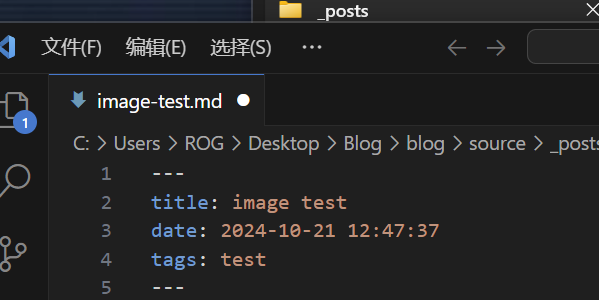 _posts
文件(F) 编辑(E) 选择(S) ···
image-test.md
1
C: > Users > ROG > Desktop > Blog > blog > source > _posts
1 ---
2 title: image test
3 date: 2024-10-21 12:47:37
4 tags: test
5 ---